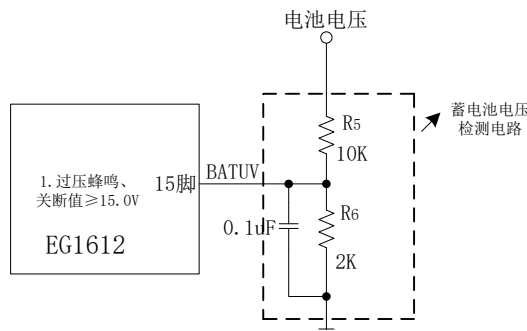 电池电压
蓄电池电压
检测电路
R5
10K
BATUV
15脚
1.过压蜂鸣、
关断值≥15.0V
EG1612
0.1uF
R6
2K